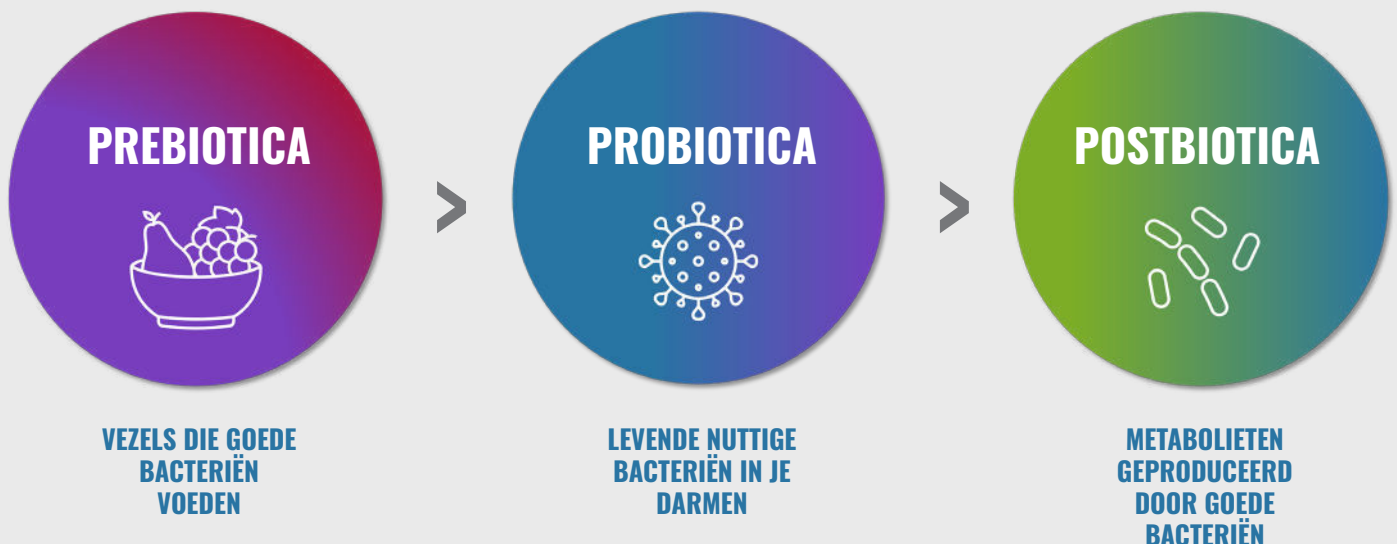 PREBIOTICA
VEZELS DIE GOEDE
BACTERIËN
VOEDEN
>
PROBIOTICA
LEVENDE NUTTIGE
BACTERIËN IN JE
DARMEN
>
POSTBIOTICA
METABOLIETEN
GEPRODUCEERD
DOOR GOEDE
BACTERIËN